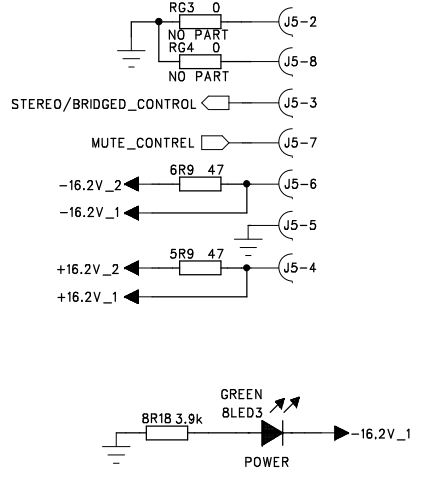 RG3 0
J5-2
NO PART
RG4 0
J5-8
NO PART
STEREO/BRIDGED_CONTROL
J5-3
MUTE_CONTREL
J5-7
6R9 47
-16.2V_2
J5-6
-16.2V_1
J5-5
5R9 47
+16.2V_2
J5-4
+16.2V_1
GREEN
8LED3
8R18 3.9k
-16.2V_1
POWER